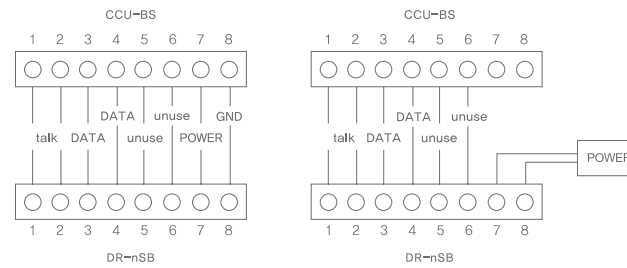 CCU-BS
1 2 3 4 5 6 7 8
DATA unuse GND
talk DATA unuse POWER
1 2 3 4 5 6 7 8
DR-nSB
CCU-BS
1 2 3 4 5 6 7 8
DATA unuse
talk DATA unuse
POWER
1 2 3 4 5 6 7 8
DR-nSB